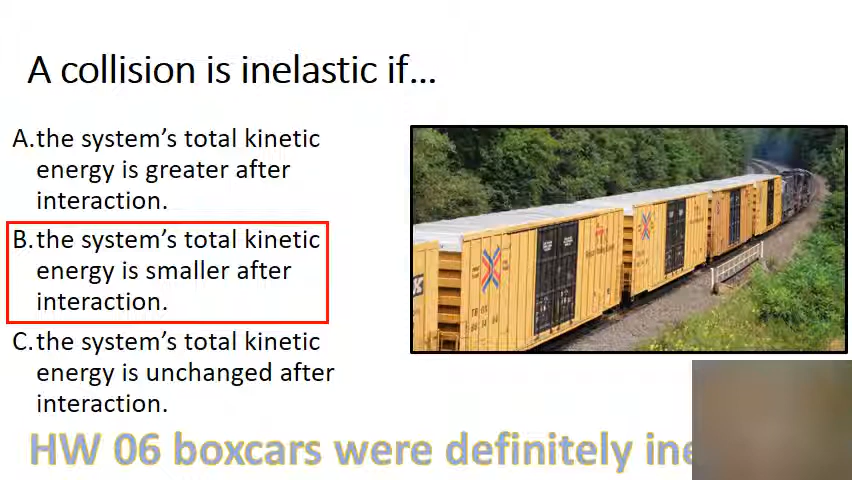 A collision is inelastic if…
A. the system’s total kinetic
energy is greater after
interaction.
B. the system’s total kinetic
energy is smaller after
interaction.
C. the system’s total kinetic
energy is unchanged after
interaction.
HW 06 boxcars were definitely